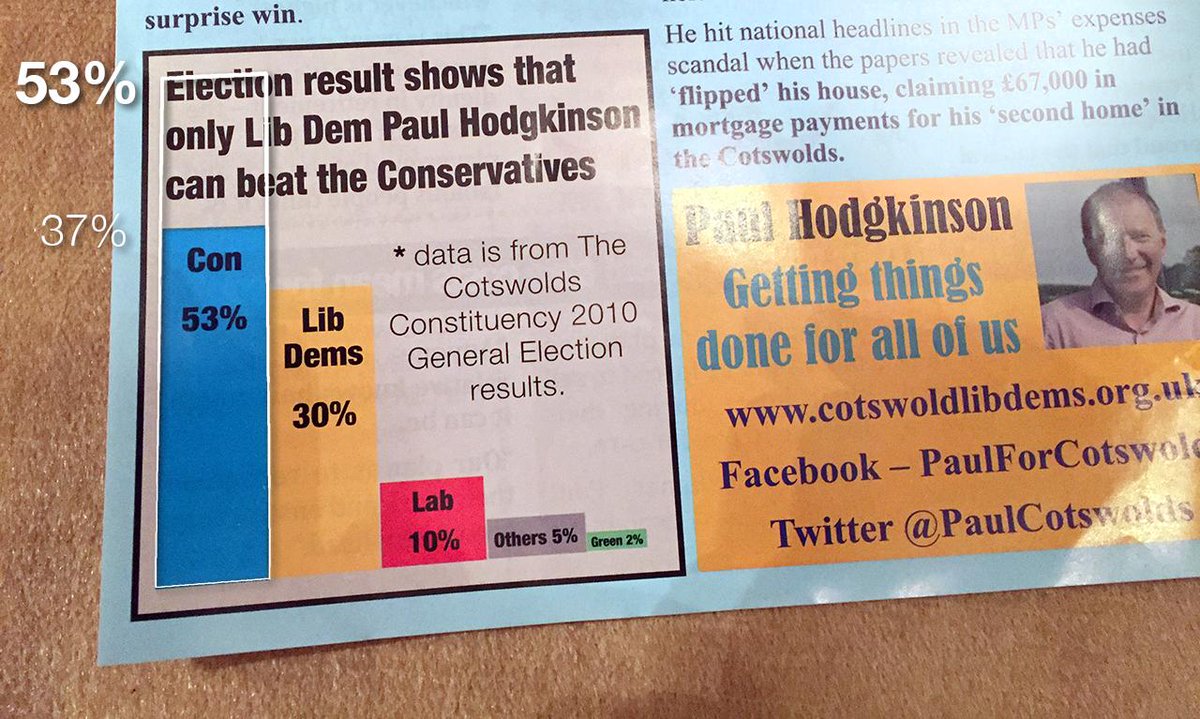 surprise win.
53%
Election result shows that
only Lib Dem Paul Hodgkinson
can beat the Conservatives
37%
Con
53%
Lib
Dems
30%
Lab
10%
Others 5%
Green 2%
* data is from The
Cotswolds
Constituency 2010
General Election
results.
He hit national headlines in the MPs’ expenses
scandal when the papers revealed that he had
‘flipped’ his house, claiming £67,000 in
mortgage payments for his ‘second home’ in
the Cotswolds.
Paul Hodgkinson
Getting things
done for all of us
www.cotswoldlibdems.org.uk
Facebook – PaulForCotswol
Twitter @PaulCotswolds